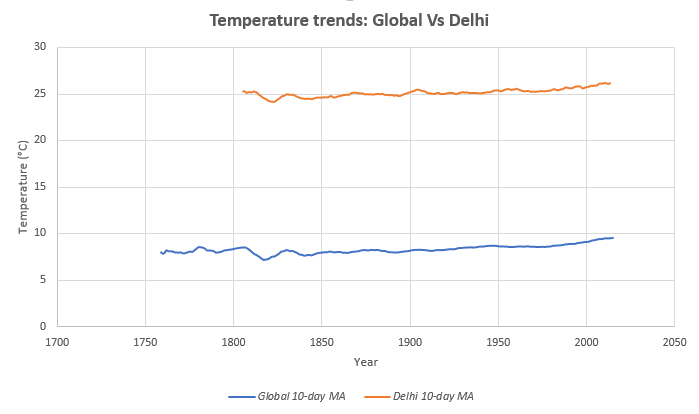 Temperature trends: Global Vs Delhi
30
25
20
15
10
5
0
Temperature (°C)
1700 1750 1800 1850 1900 1950 2000 2050
Year
Global 10-day MA Delhi 10-day MA